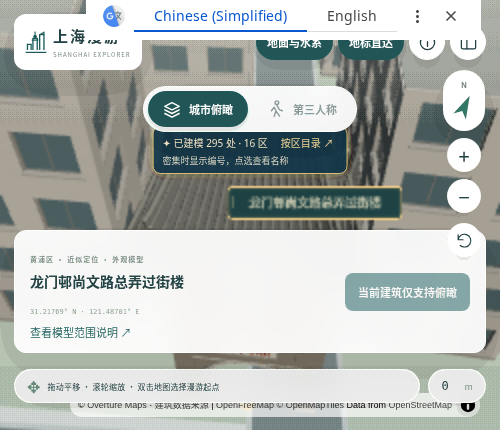 Chinese (Simplified)
English
上海漫游
SHANGHAI EXPLORER
地面与水系
地标直达
N
城市俯瞰
第三人称
✦ 已建模 295 处 · 16 区 按区目录 ↗
密集时显示编号，点选查看名称
龙门邨尚文路总弄过街楼
黄浦区 · 近似定位 · 外观模型
龙门邨尚文路总弄过街楼
当前建筑仅支持俯瞰
31.21769° N · 121.48701° E
查看模型范围说明 ↗
拖动平移 · 滚轮缩放 · 双击地图选择漫游起点
0 m
© Overture Maps · 建筑数据来源 | OpenFreeMap © OpenMapTiles Data from OpenStreetMap